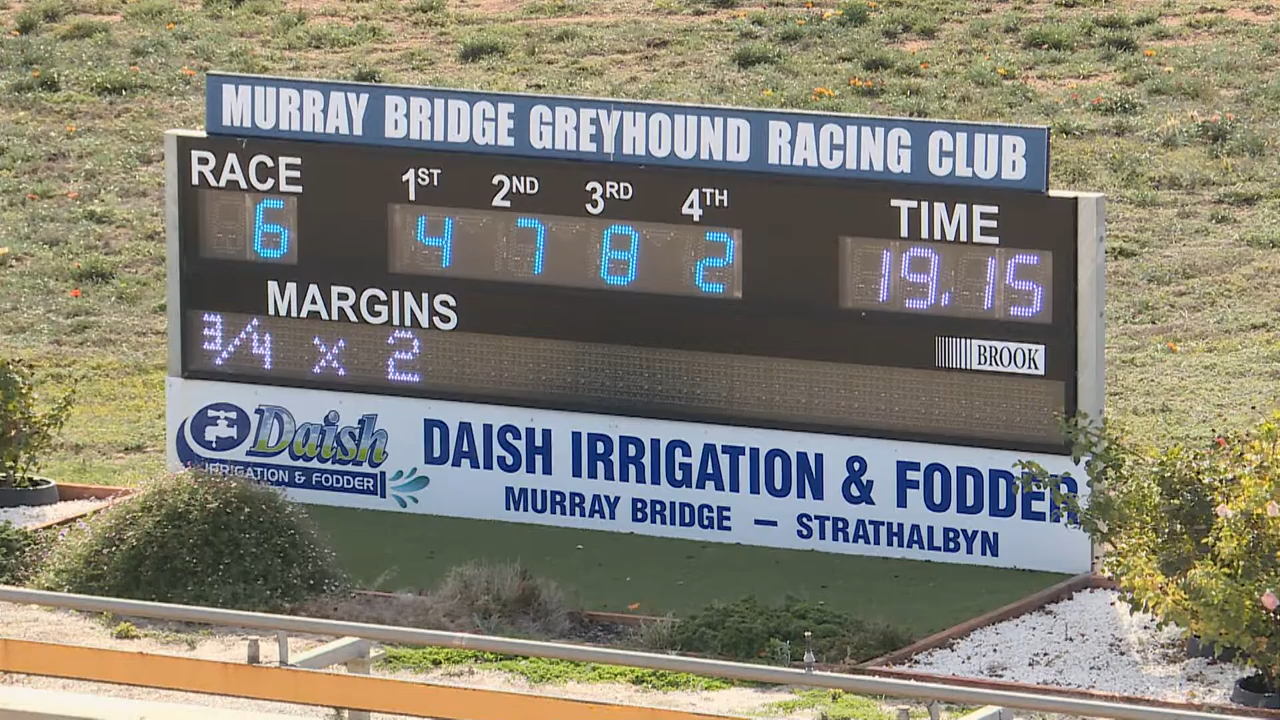 MURRAY BRIDGE GREYHOUND RACING CLUB
RACE 1ST 2ND 3RD 4TH TIME
6 4 7 8 2 19.15
MARGINS
3/4 x 2
BROOK
Daish
IRRIGATION & FODDER
DAISH IRRIGATION & FODDER
MURRAY BRIDGE – STRATHALBYN